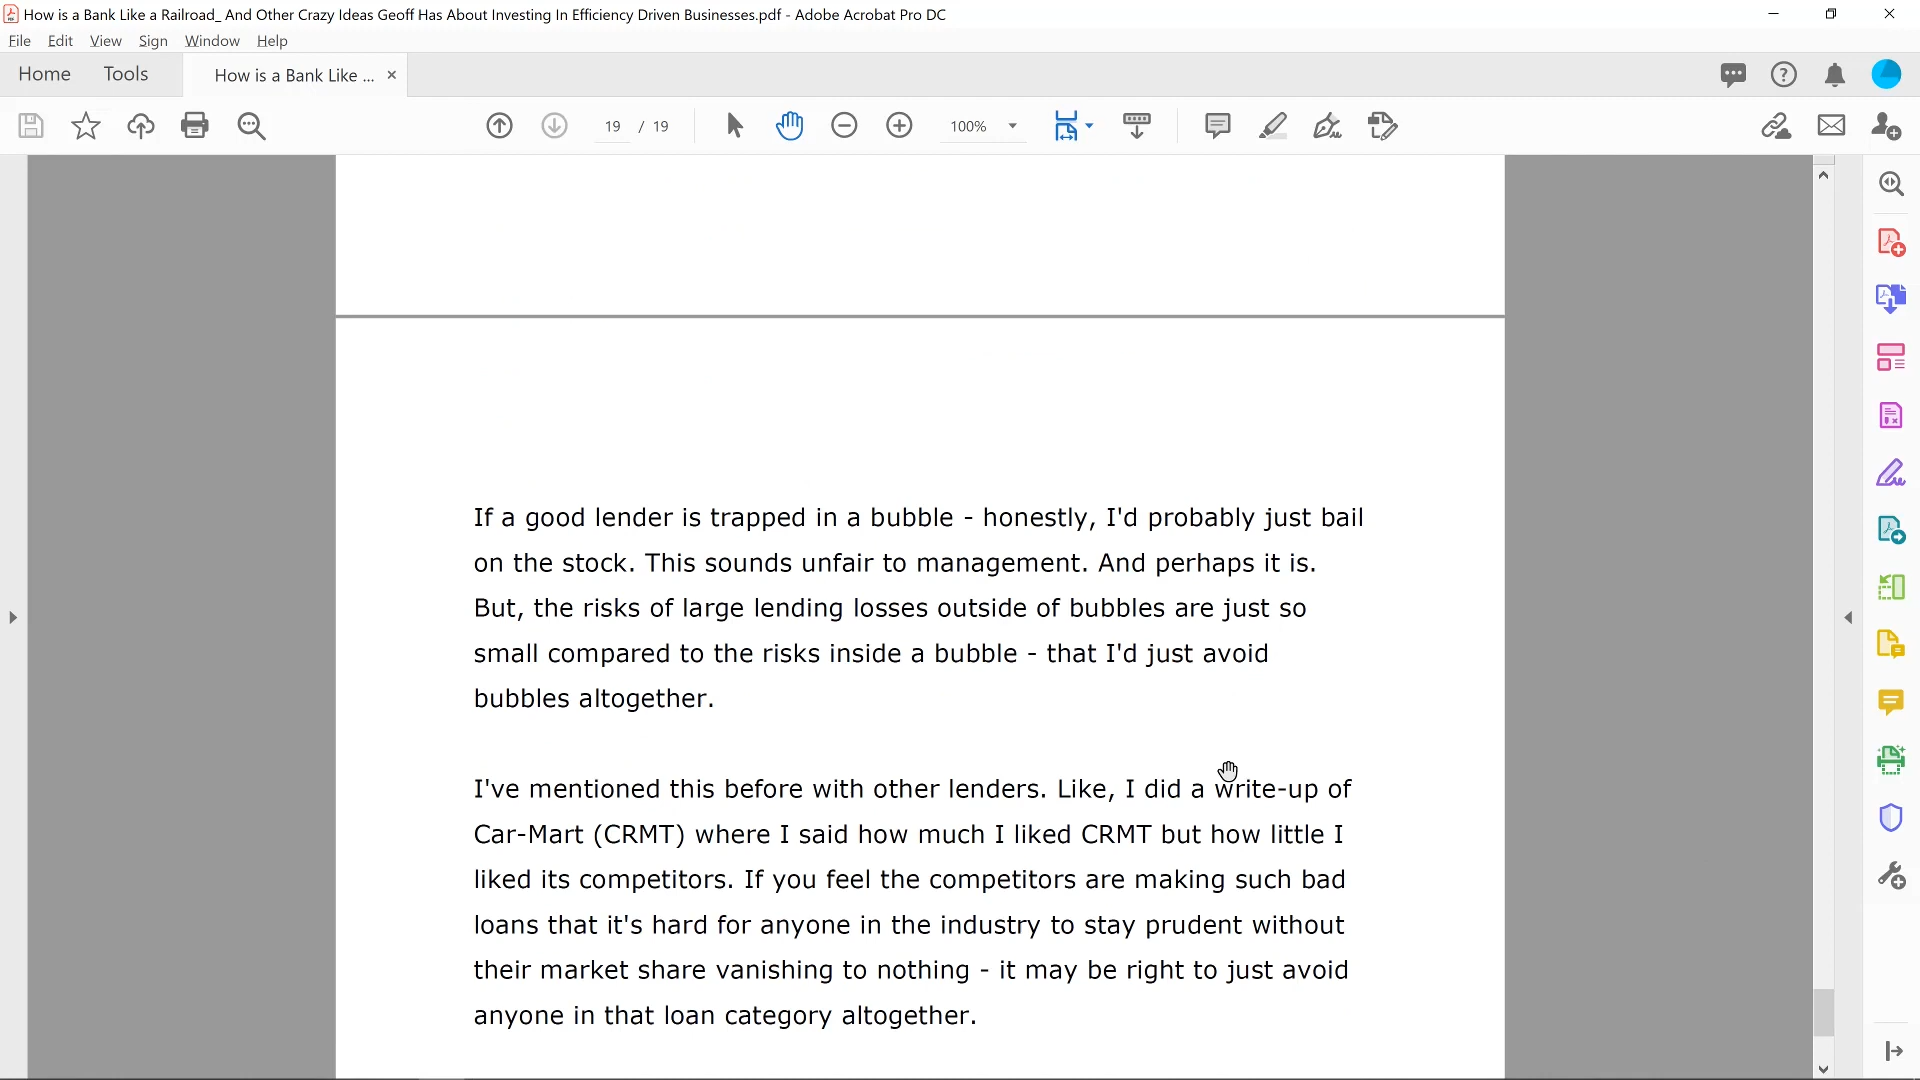 How is a Bank Like a Railroad_ And Other Crazy Ideas Geoff Has About Investing In Efficiency Driven Businesses.pdf - Adobe Acrobat Pro DC
File Edit View Sign Window Help
Home Tools How is a Bank Like ... ×
19 / 19 100%
If a good lender is trapped in a bubble - honestly, I'd probably just bail
on the stock. This sounds unfair to management. And perhaps it is.
But, the risks of large lending losses outside of bubbles are just so
small compared to the risks inside a bubble - that I'd just avoid
bubbles altogether.
I've mentioned this before with other lenders. Like, I did a write-up of
Car-Mart (CRMT) where I said how much I liked CRMT but how little I
liked its competitors. If you feel the competitors are making such bad
loans that it's hard for anyone in the industry to stay prudent without
their market share vanishing to nothing - it may be right to just avoid
anyone in that loan category altogether.